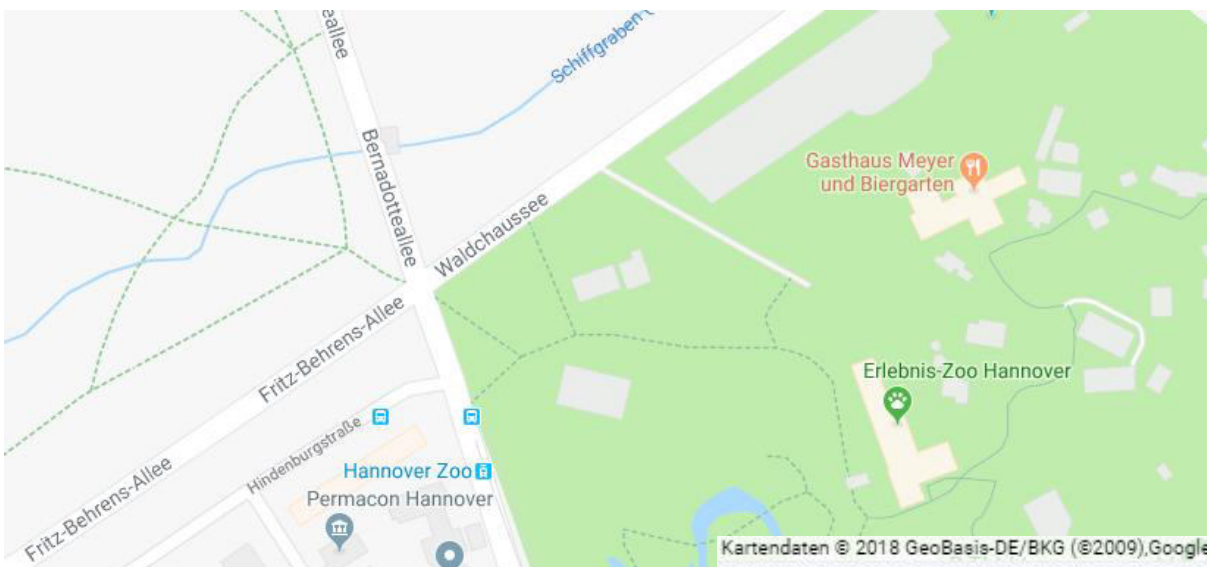 eallee
Schiffgraben-
Bernadotteallee
Waldchaussee
Gasthaus Meyer
und Biergarten
Fritz-Behrens-Allee
Erlebnis-Zoo Hannover
Hindenburgstraße
Hannover Zoo
Permacon Hannover
Fritz-Behrens-Allee
Kartendaten © 2018 GeoBasis-DE/BKG (©2009),Google